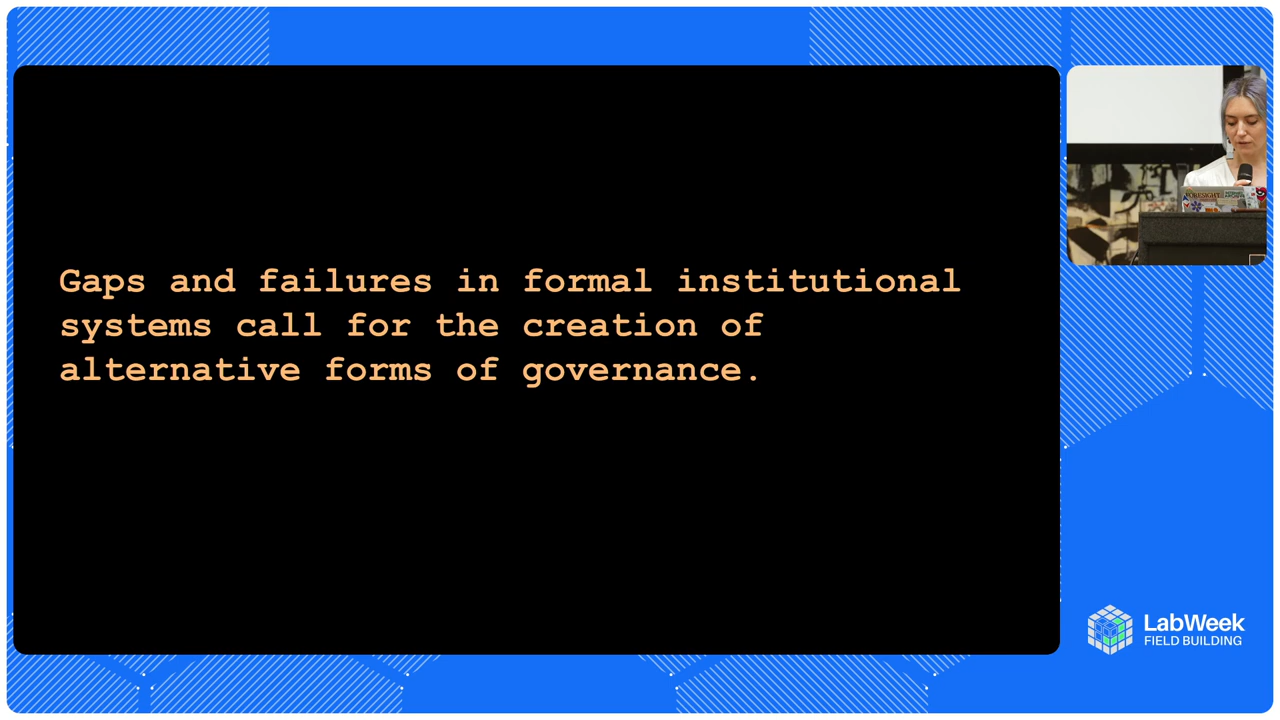 Gaps and failures in formal institutional
systems call for the creation of
alternative forms of governance.
FORESIGHT
LabWeek
FIELD BUILDING